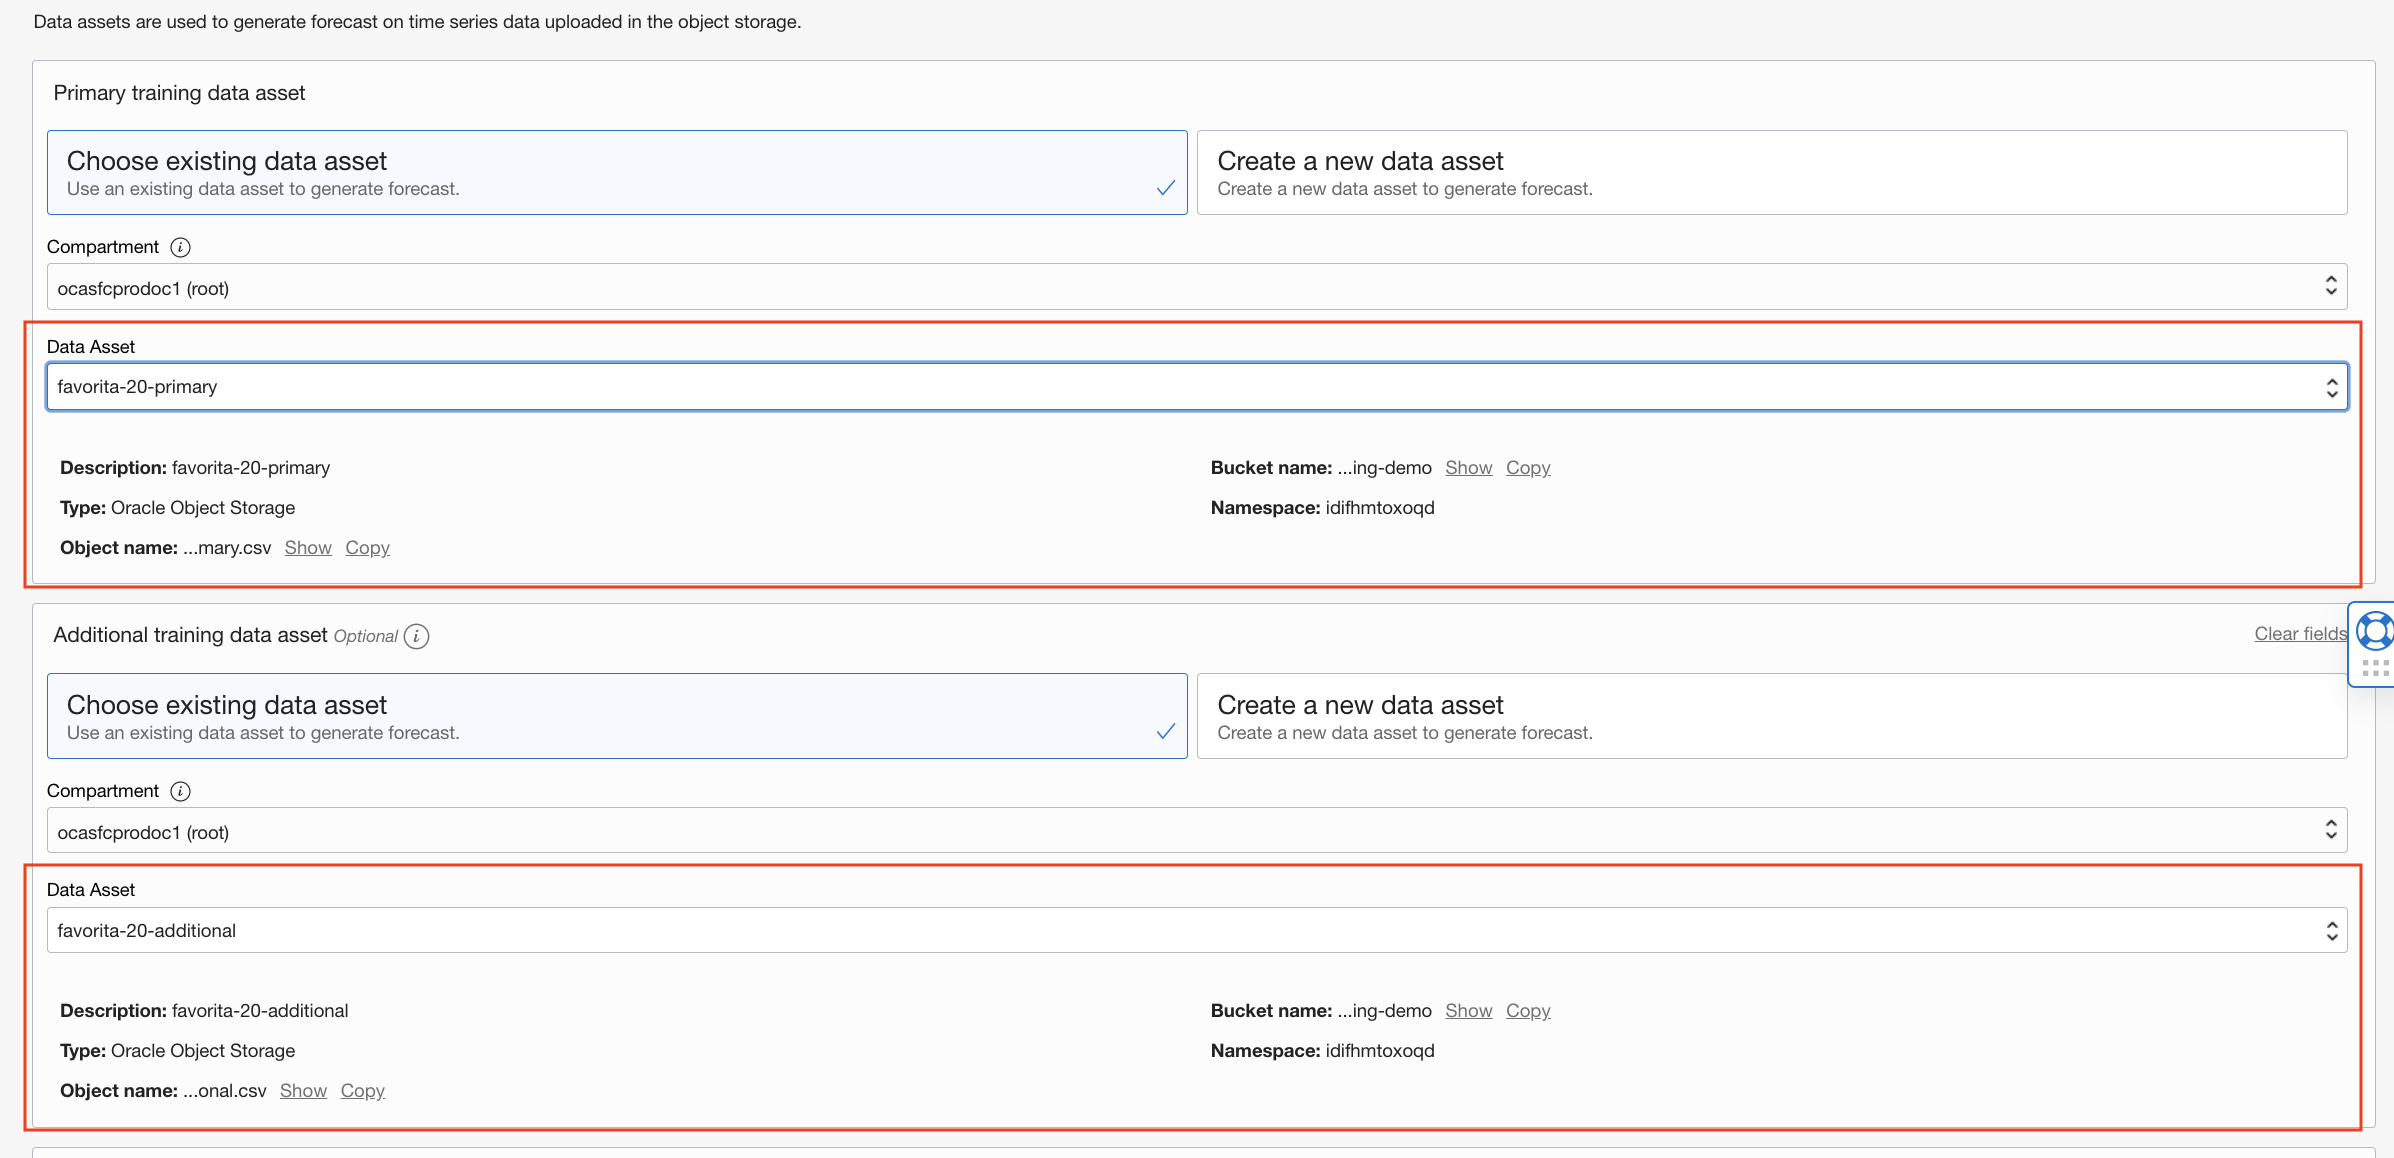 Data assets are used to generate forecast on time series data uploaded in the object storage.
Primary training data asset
Choose existing data asset
Use an existing data asset to generate forecast.
Create a new data asset
Create a new data asset to generate forecast.
Compartment
ocasfcprodoc1 (root)
Data Asset
favorita-20-primary
Description: favorita-20-primary
Bucket name: ...ing-demo Show Copy
Type: Oracle Object Storage
Namespace: idifhmtoxoqd
Object name: ...mary.csv Show Copy
Additional training data asset Optional
Clear fields
Choose existing data asset
Use an existing data asset to generate forecast.
Create a new data asset
Create a new data asset to generate forecast.
Compartment
ocasfcprodoc1 (root)
Data Asset
favorita-20-additional
Description: favorita-20-additional
Bucket name: ...ing-demo Show Copy
Type: Oracle Object Storage
Namespace: idifhmtoxoqd
Object name: ...onal.csv Show Copy